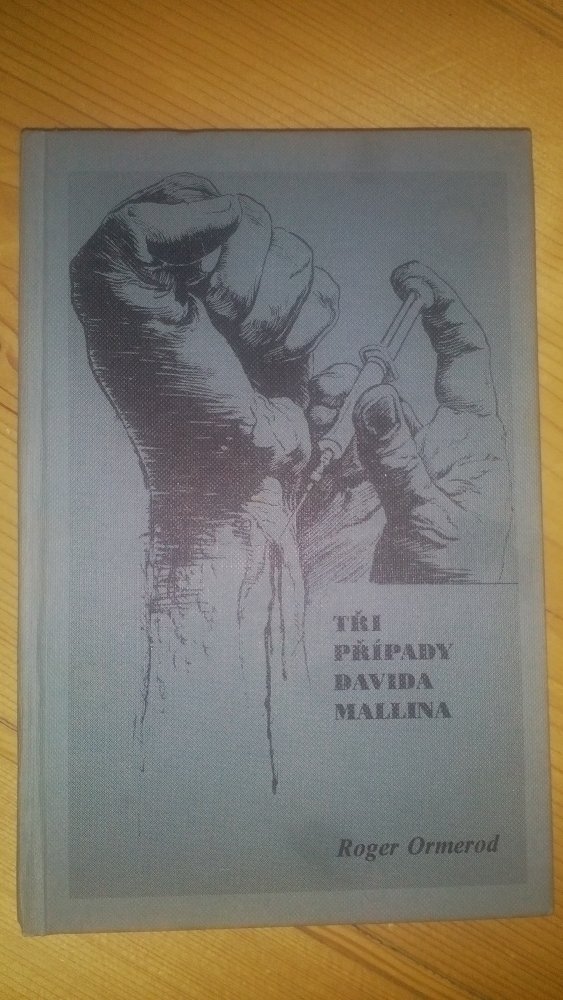 TŘI
PŘÍPADY
DAVIDA
MALLINA
Roger Ormerod